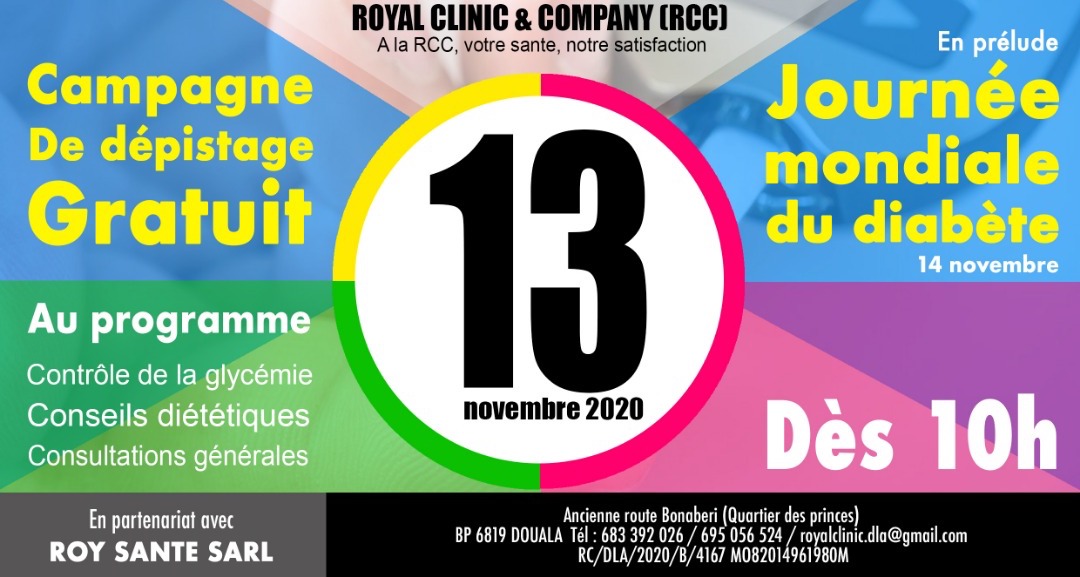 ROYAL CLINIC & COMPANY (RCC)
A la RCC, votre sante, notre satisfaction
Campagne
De dépistage
Gratuit
En prélude
Journée
mondiale
du diabète
14 novembre
13
novembre 2020
Au programme
Contrôle de la glycémie
Conseils diététiques
Consultations générales
Dès 10h
En partenariat avec
ROY SANTE SARL
Ancienne route Bonaberi (Quartier des princes)
BP 6819 DOUALA Tél : 683 392 026 / 695 056 524 / royalclinic.dla@gmail.com
RC/DLA/2020/B/4167 MO82014961980M